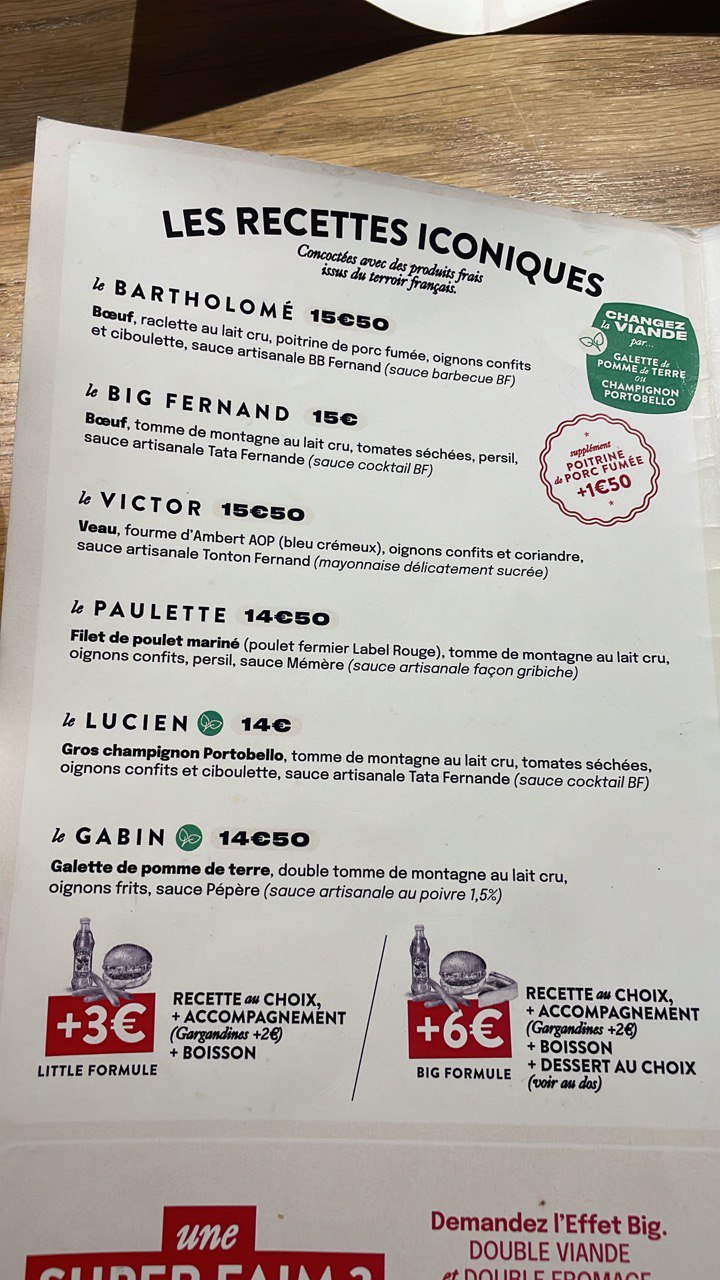 LES RECETTES ICONIQUES
Concoctées avec des produits frais
issus du terroir français.
le BARTHOLOMÉ 15€50
Bœuf, raclette au lait cru, poitrine de porc fumée, oignons confits
et ciboulette, sauce artisanale BB Fernand (sauce barbecue BF)
CHANGEZ
la VIANDE
par...
GALETTE de
POMME de TERRE
ou
CHAMPIGNON
PORTOBELLO
le BIG FERNAND 15€
Bœuf, tomme de montagne au lait cru, tomates séchées, persil,
sauce artisanale Tata Fernande (sauce cocktail BF)
supplément
POITRINE
de PORC FUMÉE
+1€50
le VICTOR 15€50
Veau, fourme d'Ambert AOP (bleu crémeux), oignons confits et coriandre,
sauce artisanale Tonton Fernand (mayonnaise délicatement sucrée)
le PAULETTE 14€50
Filet de poulet mariné (poulet fermier Label Rouge), tomme de montagne au lait cru,
oignons confits, persil, sauce Mémère (sauce artisanale façon gribiche)
le LUCIEN 14€
Gros champignon Portobello, tomme de montagne au lait cru, tomates séchées,
oignons confits et ciboulette, sauce artisanale Tata Fernande (sauce cocktail BF)
le GABIN 14€50
Galette de pomme de terre, double tomme de montagne au lait cru,
oignons frits, sauce Pépère (sauce artisanale au poivre 1,5%)
+3€
LITTLE FORMULE
RECETTE au CHOIX,
+ ACCOMPAGNEMENT
(Gargandines +2€)
+ BOISSON
+6€
BIG FORMULE
RECETTE au CHOIX,
+ ACCOMPAGNEMENT
(Gargandines +2€)
+ BOISSON
+ DESSERT AU CHOIX
(voir au dos)
une
SUPER FAIM ?
Demandez l'Effet Big.
DOUBLE VIANDE
et DOUBLE FROMAGE